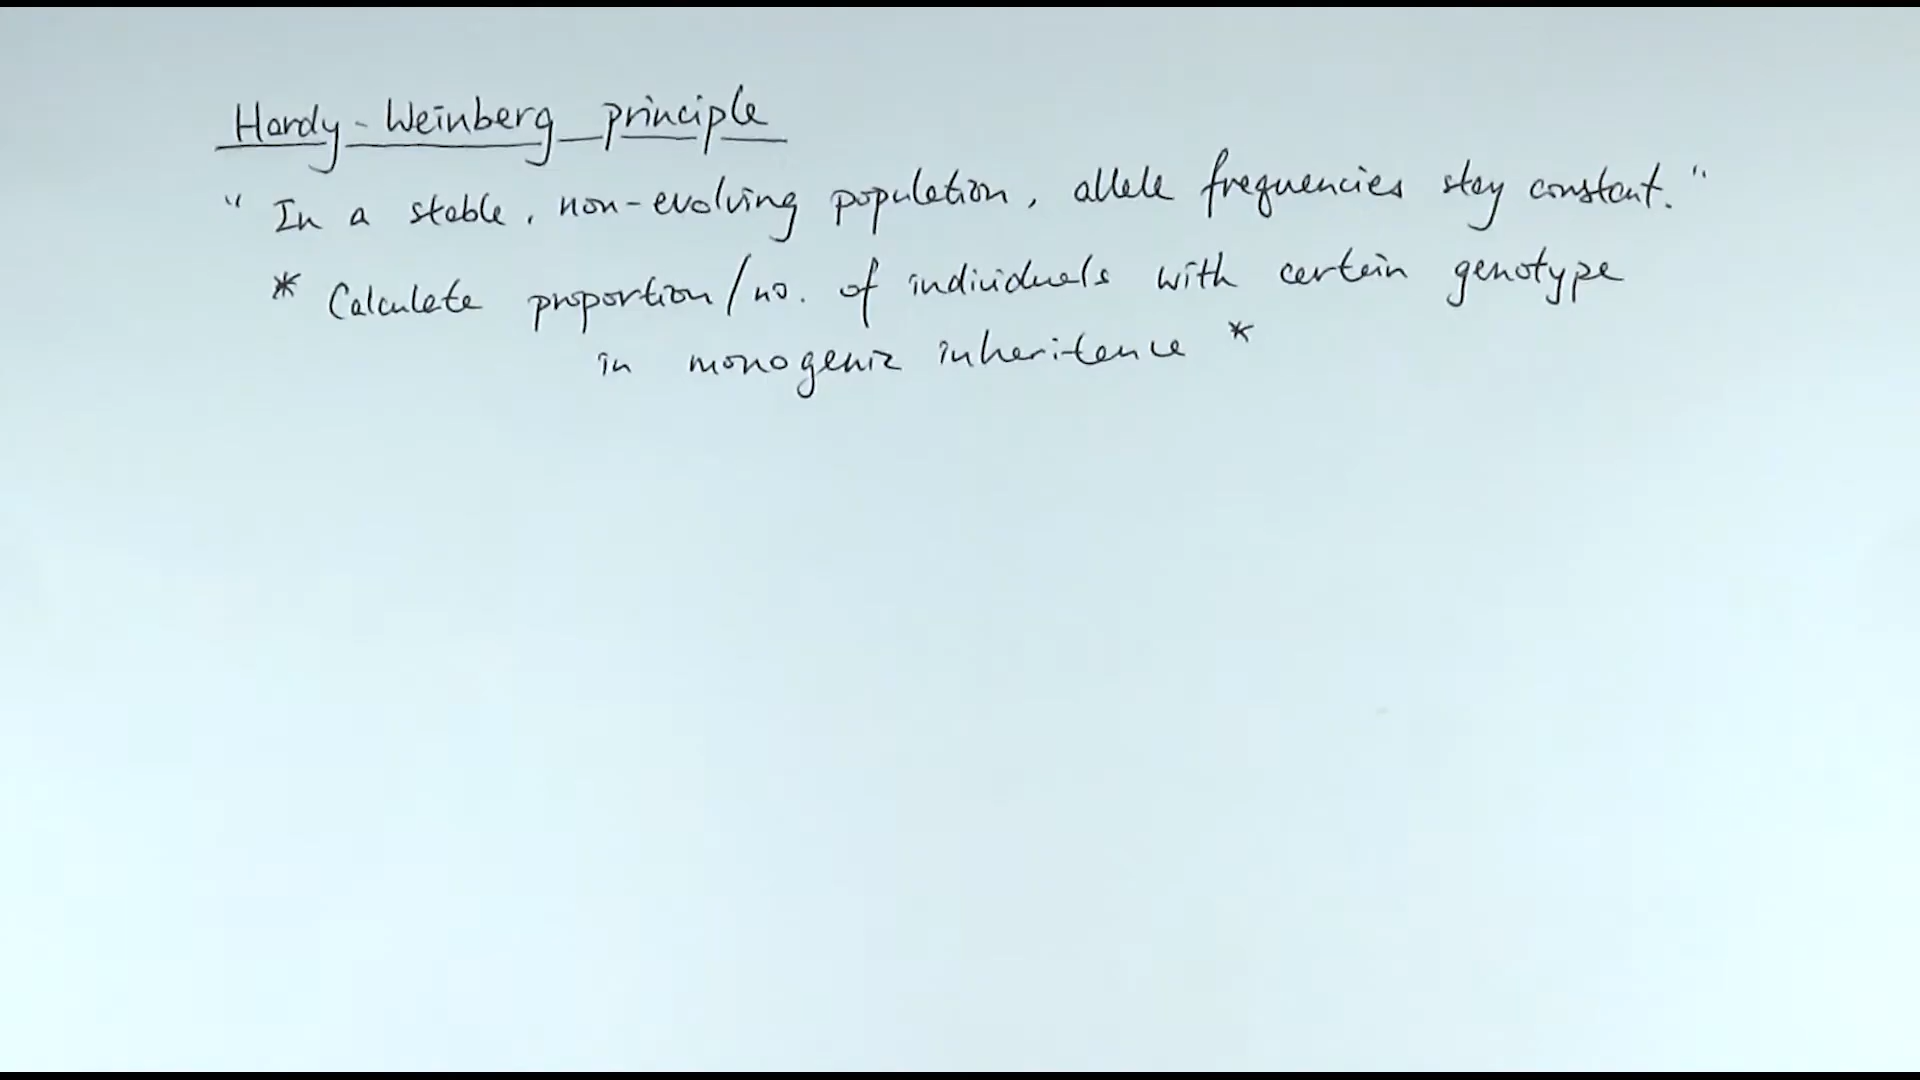 Hardy-Weinberg principle
"In a stable, non-evolving population, allele frequencies stay constant."
* Calculate proportion/no. of individuals with certain genotype
in monogenic inheritance *